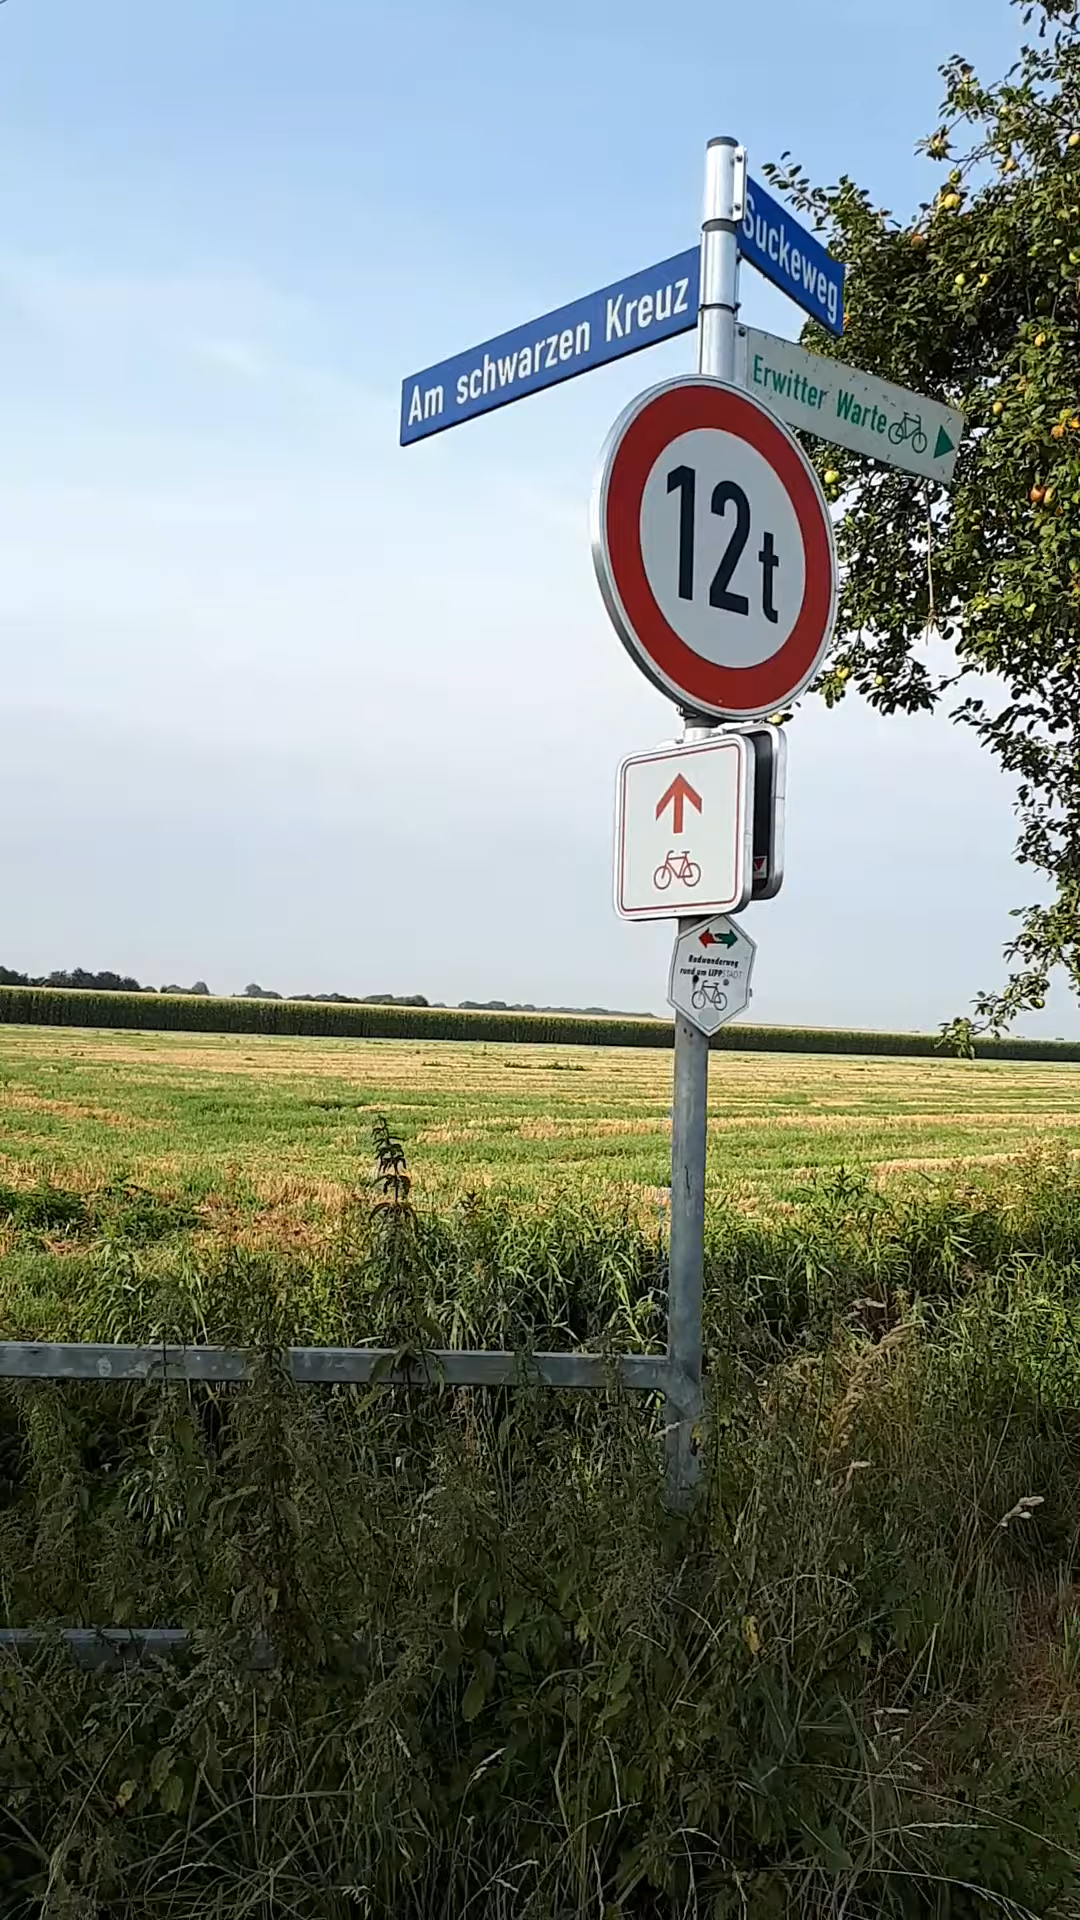 Suckeweg
Am schwarzen Kreuz
Erwitter Warte
12t
Radwanderweg
rund um LIPPSTADT